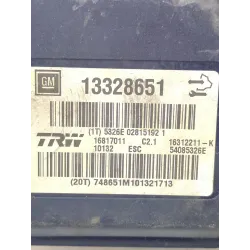 GM 13328651
(1T) 5326E 02815192 1
TRW 16817011 C2.1 16312211-K
10132 ESC 54085326E
(20T) 748651M101321713